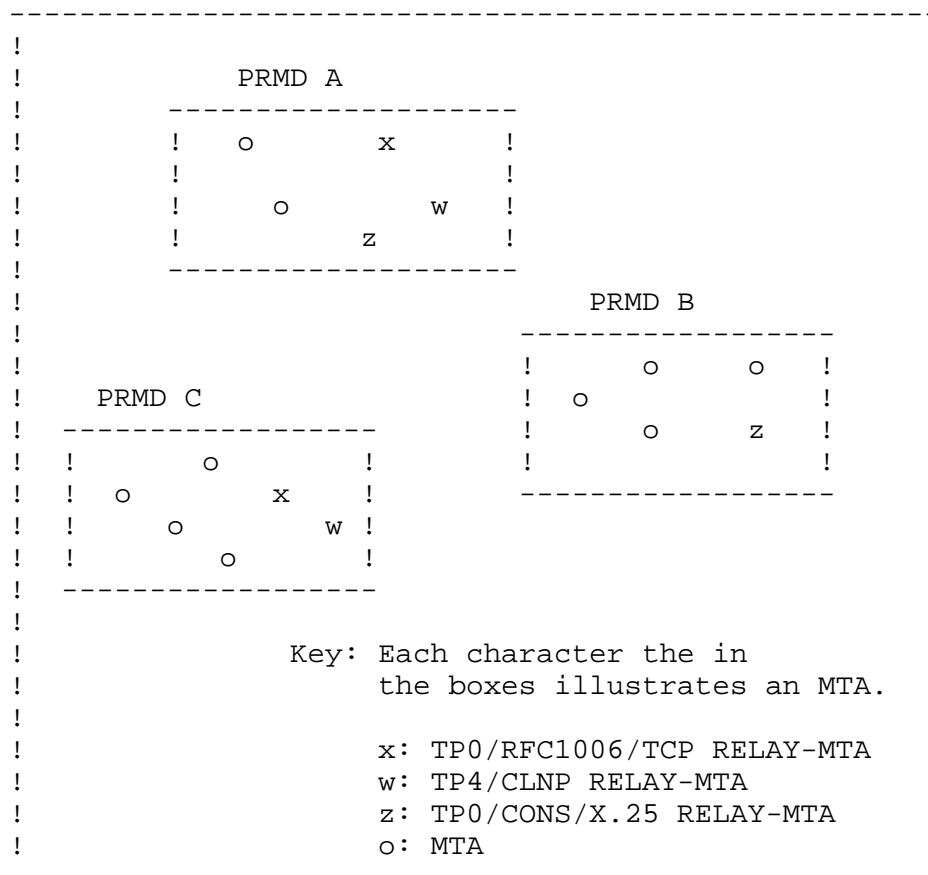 -----------------------------------------------------
!
!            PRMD A
!        --------------------
!        !   o       x      !
!        !                  !
!        !     o        w   !
!        !          z       !
!        --------------------
!                                PRMD B
!                            ------------------
!                            !      o     o   !
!    PRMD C                  !  o             !
!  ------------------        !      o     z   !
!  !       o        !        !                !
!  !  o        x    !        ------------------
!  !     o        w !
!  !        o       !
!  ------------------
!
!               Key: Each character the in
!                    the boxes illustrates an MTA.
!
!                    x: TP0/RFC1006/TCP RELAY-MTA
!                    w: TP4/CLNP RELAY-MTA
!                    z: TP0/CONS/X.25 RELAY-MTA
!                    o: MTA